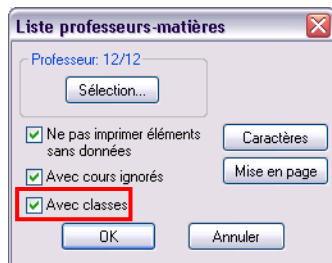 Liste professeurs-matières
Professeur: 12/12
Sélection...
Ne pas imprimer éléments
sans données
Caractères
Avec cours ignorés
Mise en page
Avec classes
OK
Annuler